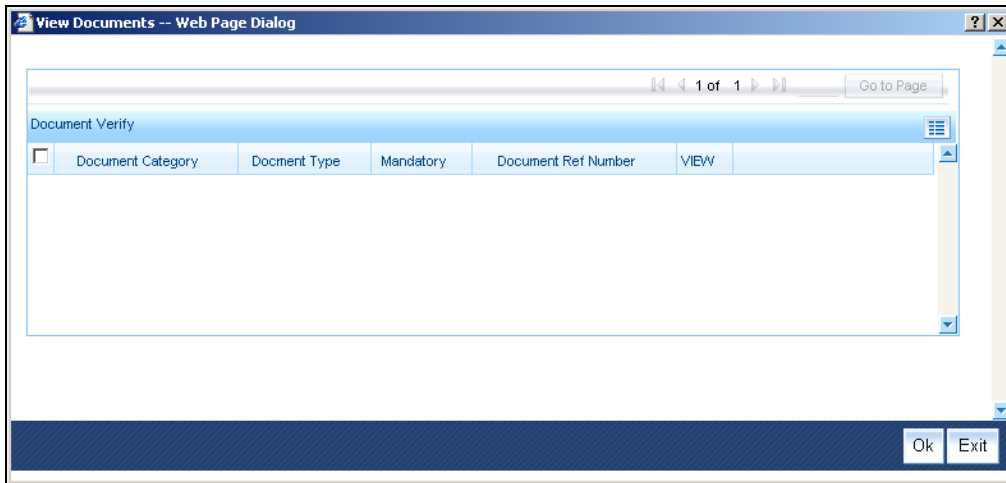 View Documents -- Web Page Dialog
1 of 1 Go to Page
Document Verify
Document Category Docment Type Mandatory Document Ref Number VIEW
Ok Exit